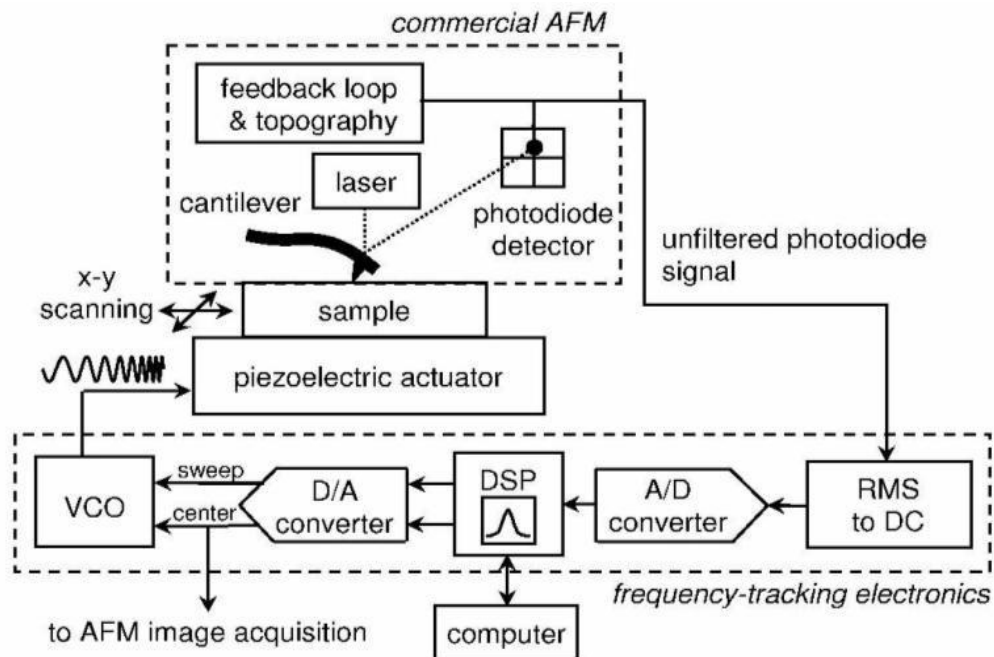 commercial AFM
feedback loop
& topography
laser
cantilever
photodiode
detector
unfiltered photodiode
signal
x-y
scanning
sample
piezoelectric actuator
VCO
sweep
center
D/A
converter
DSP
A/D
converter
RMS
to DC
frequency-tracking electronics
to AFM image acquisition
computer